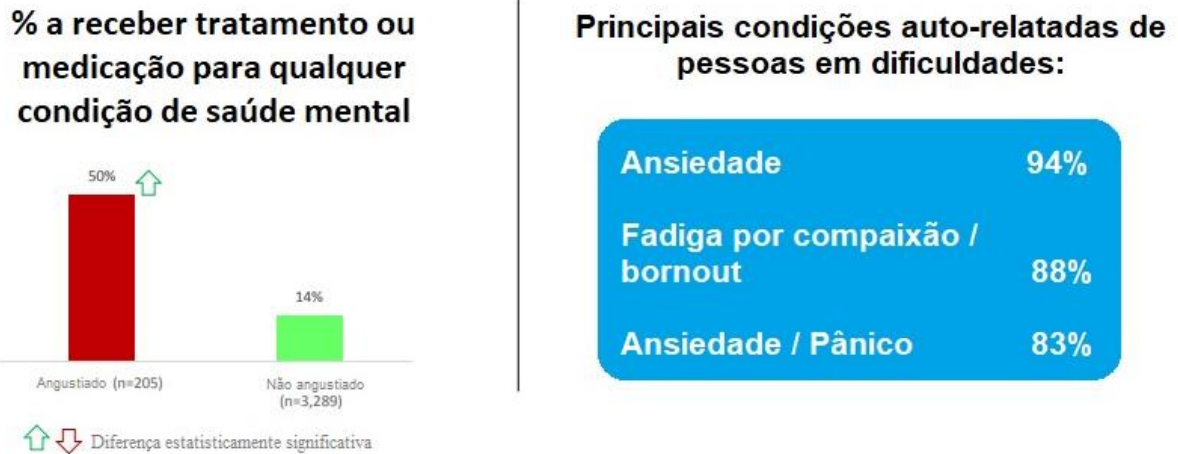 % a receber tratamento ou
medicação para qualquer
condição de saúde mental
50%
14%
Angustiado (n=205)
Não angustiado
(n=3,289)
Diferença estatisticamente significativa
Principais condições auto-relatadas de
pessoas em dificuldades:
Ansiedade 94%
Fadiga por compaixão /
bornout 88%
Ansiedade / Pânico 83%